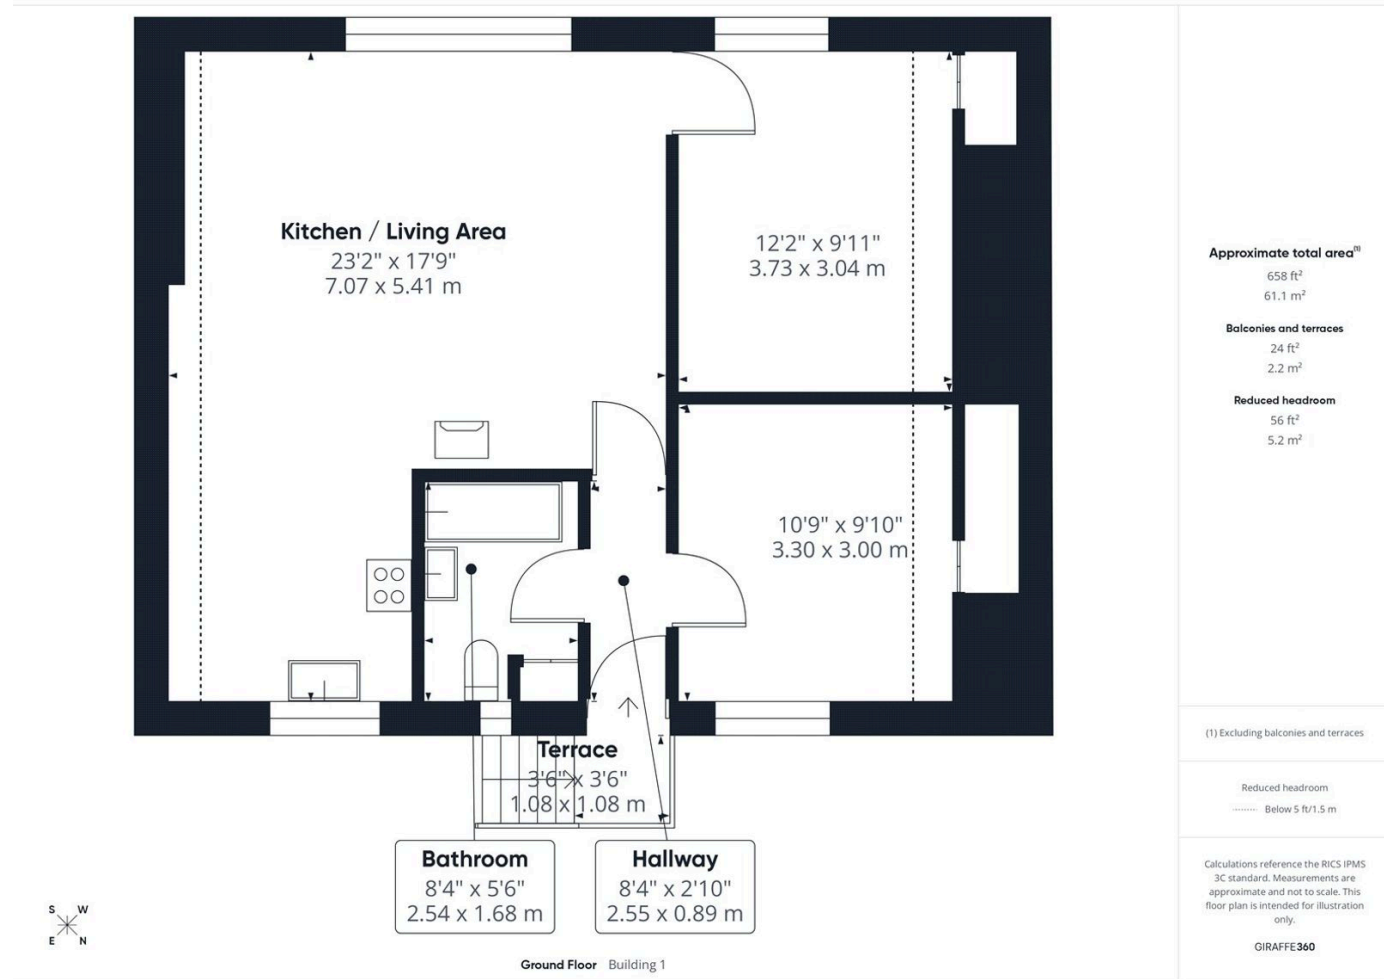 Kitchen / Living Area
23'2" x 17'9"
7.07 x 5.41 m
12'2" x 9'11"
3.73 x 3.04 m
10'9" x 9'10"
3.30 x 3.00 m
Terrace
3'6" x 3'6"
1.08 x 1.08 m
Bathroom
8'4" x 5'6"
2.54 x 1.68 m
Hallway
8'4" x 2'10"
2.55 x 0.89 m
S W
E N
Ground Floor Building 1
Approximate total area(1)
658 ft²
61.1 m²
Balconies and terraces
24 ft²
2.2 m²
Reduced headroom
56 ft²
5.2 m²
(1) Excluding balconies and terraces
Reduced headroom
Below 5 ft/1.5 m
Calculations reference the RICS IPMS
3C standard. Measurements are
approximate and not to scale. This
floor plan is intended for illustration
only.
GIRAFFE360